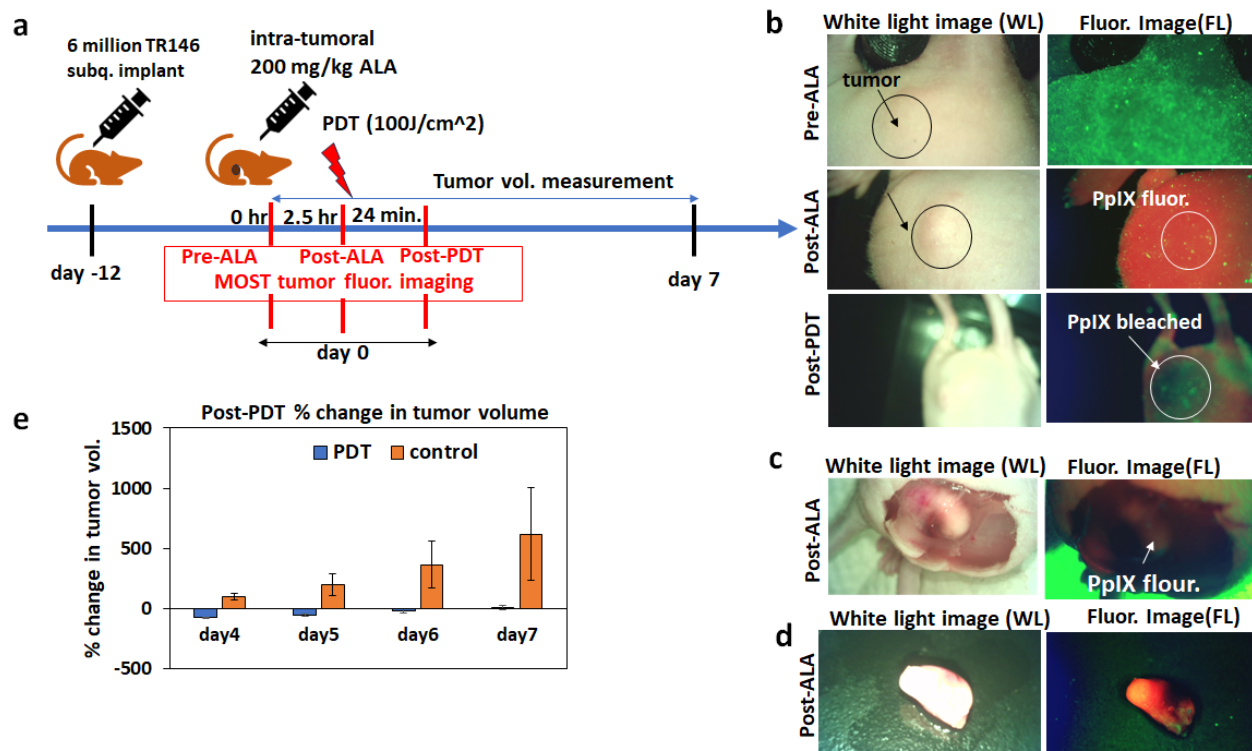 a
6 million TR146
subq. implant
intra-tumoral
200 mg/kg ALA
PDT (100J/cm^2)
Tumor vol. measurement
0 hr
2.5 hr
24 min.
Pre-ALA
Post-ALA
Post-PDT
MOST tumor fluor. imaging
day -12
day 7
day 0
b
White light image (WL)
Fluor. Image(FL)
Pre-ALA
tumor
Post-ALA
PpIX fluor.
Post-PDT
PpIX bleached
e
Post-PDT % change in tumor volume
% change in tumor vol.
1500
1000
500
0
-500
PDT
control
day4
day5
day6
day7
c
White light image (WL)
Fluor. Image(FL)
Post-ALA
PpIX flour.
d
White light image (WL)
Fluor. Image(FL)
Post-ALA